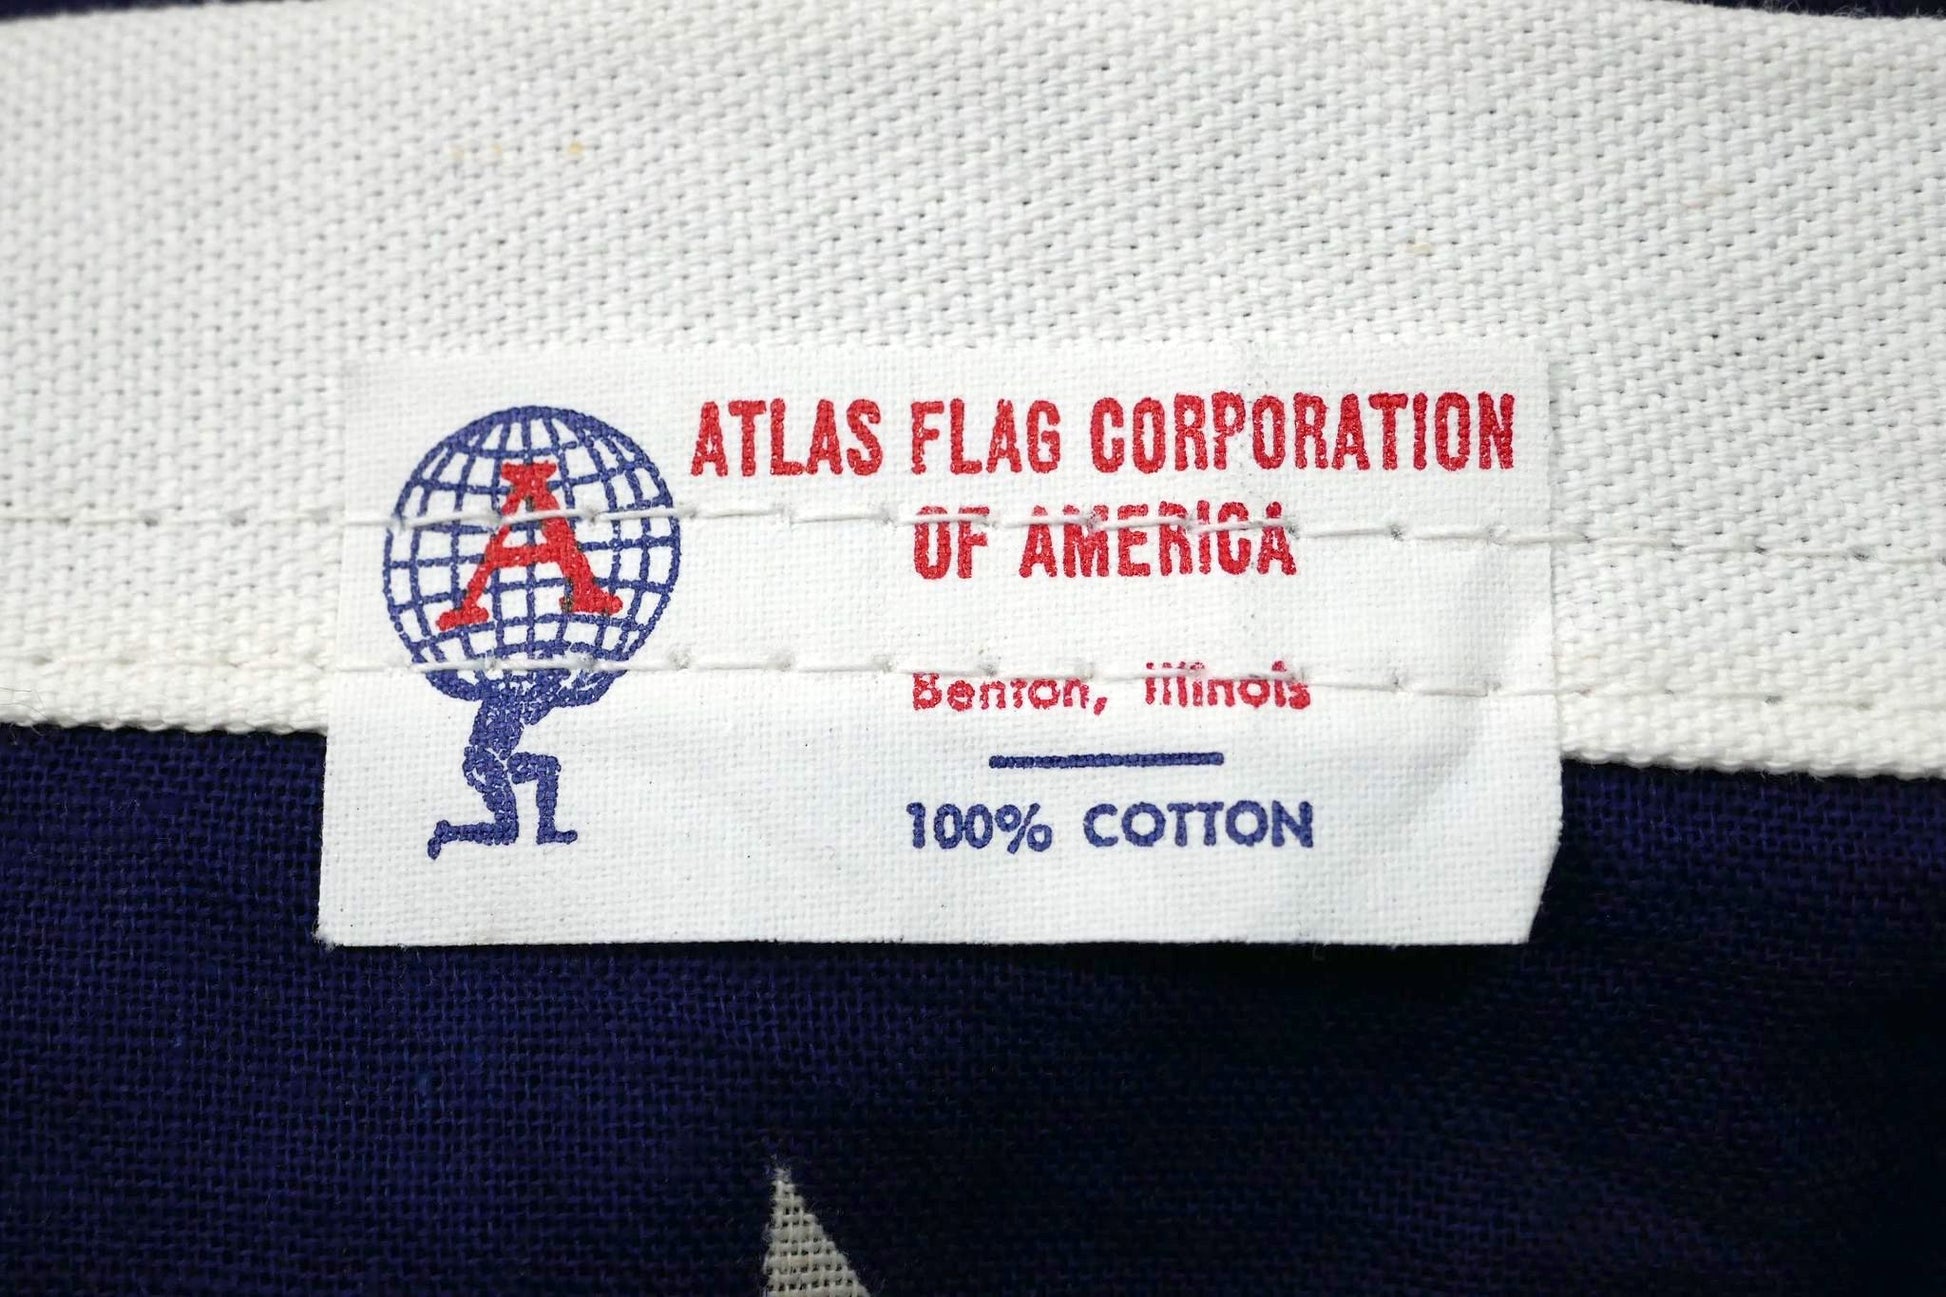 A
ATLAS FLAG CORPORATION
OF AMERICA
Benton, Illinois
100% COTTON